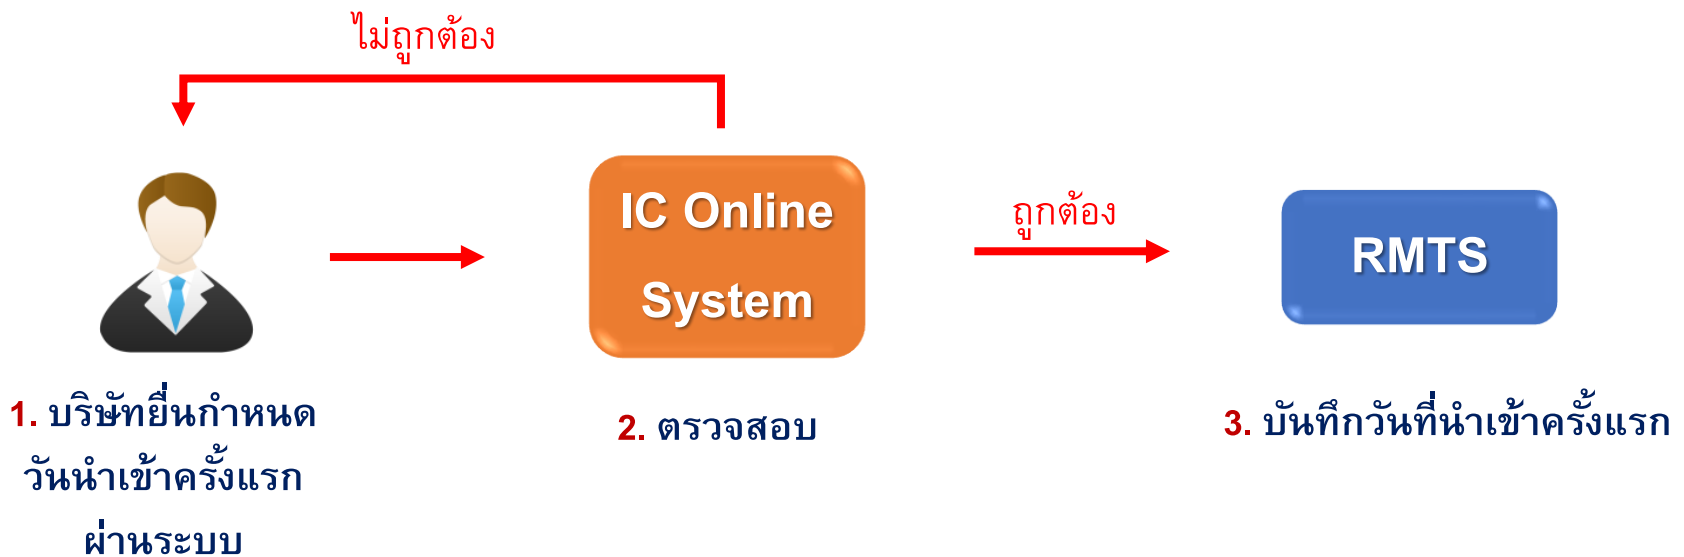 ไม่ถูกต้อง
IC Online
System
ถูกต้อง
RMTS
1. บริษัทยื่นกำหนด
วันนำเข้าครั้งแรก
ผ่านระบบ
2. ตรวจสอบ
3. บันทึกวันที่นำเข้าครั้งแรก